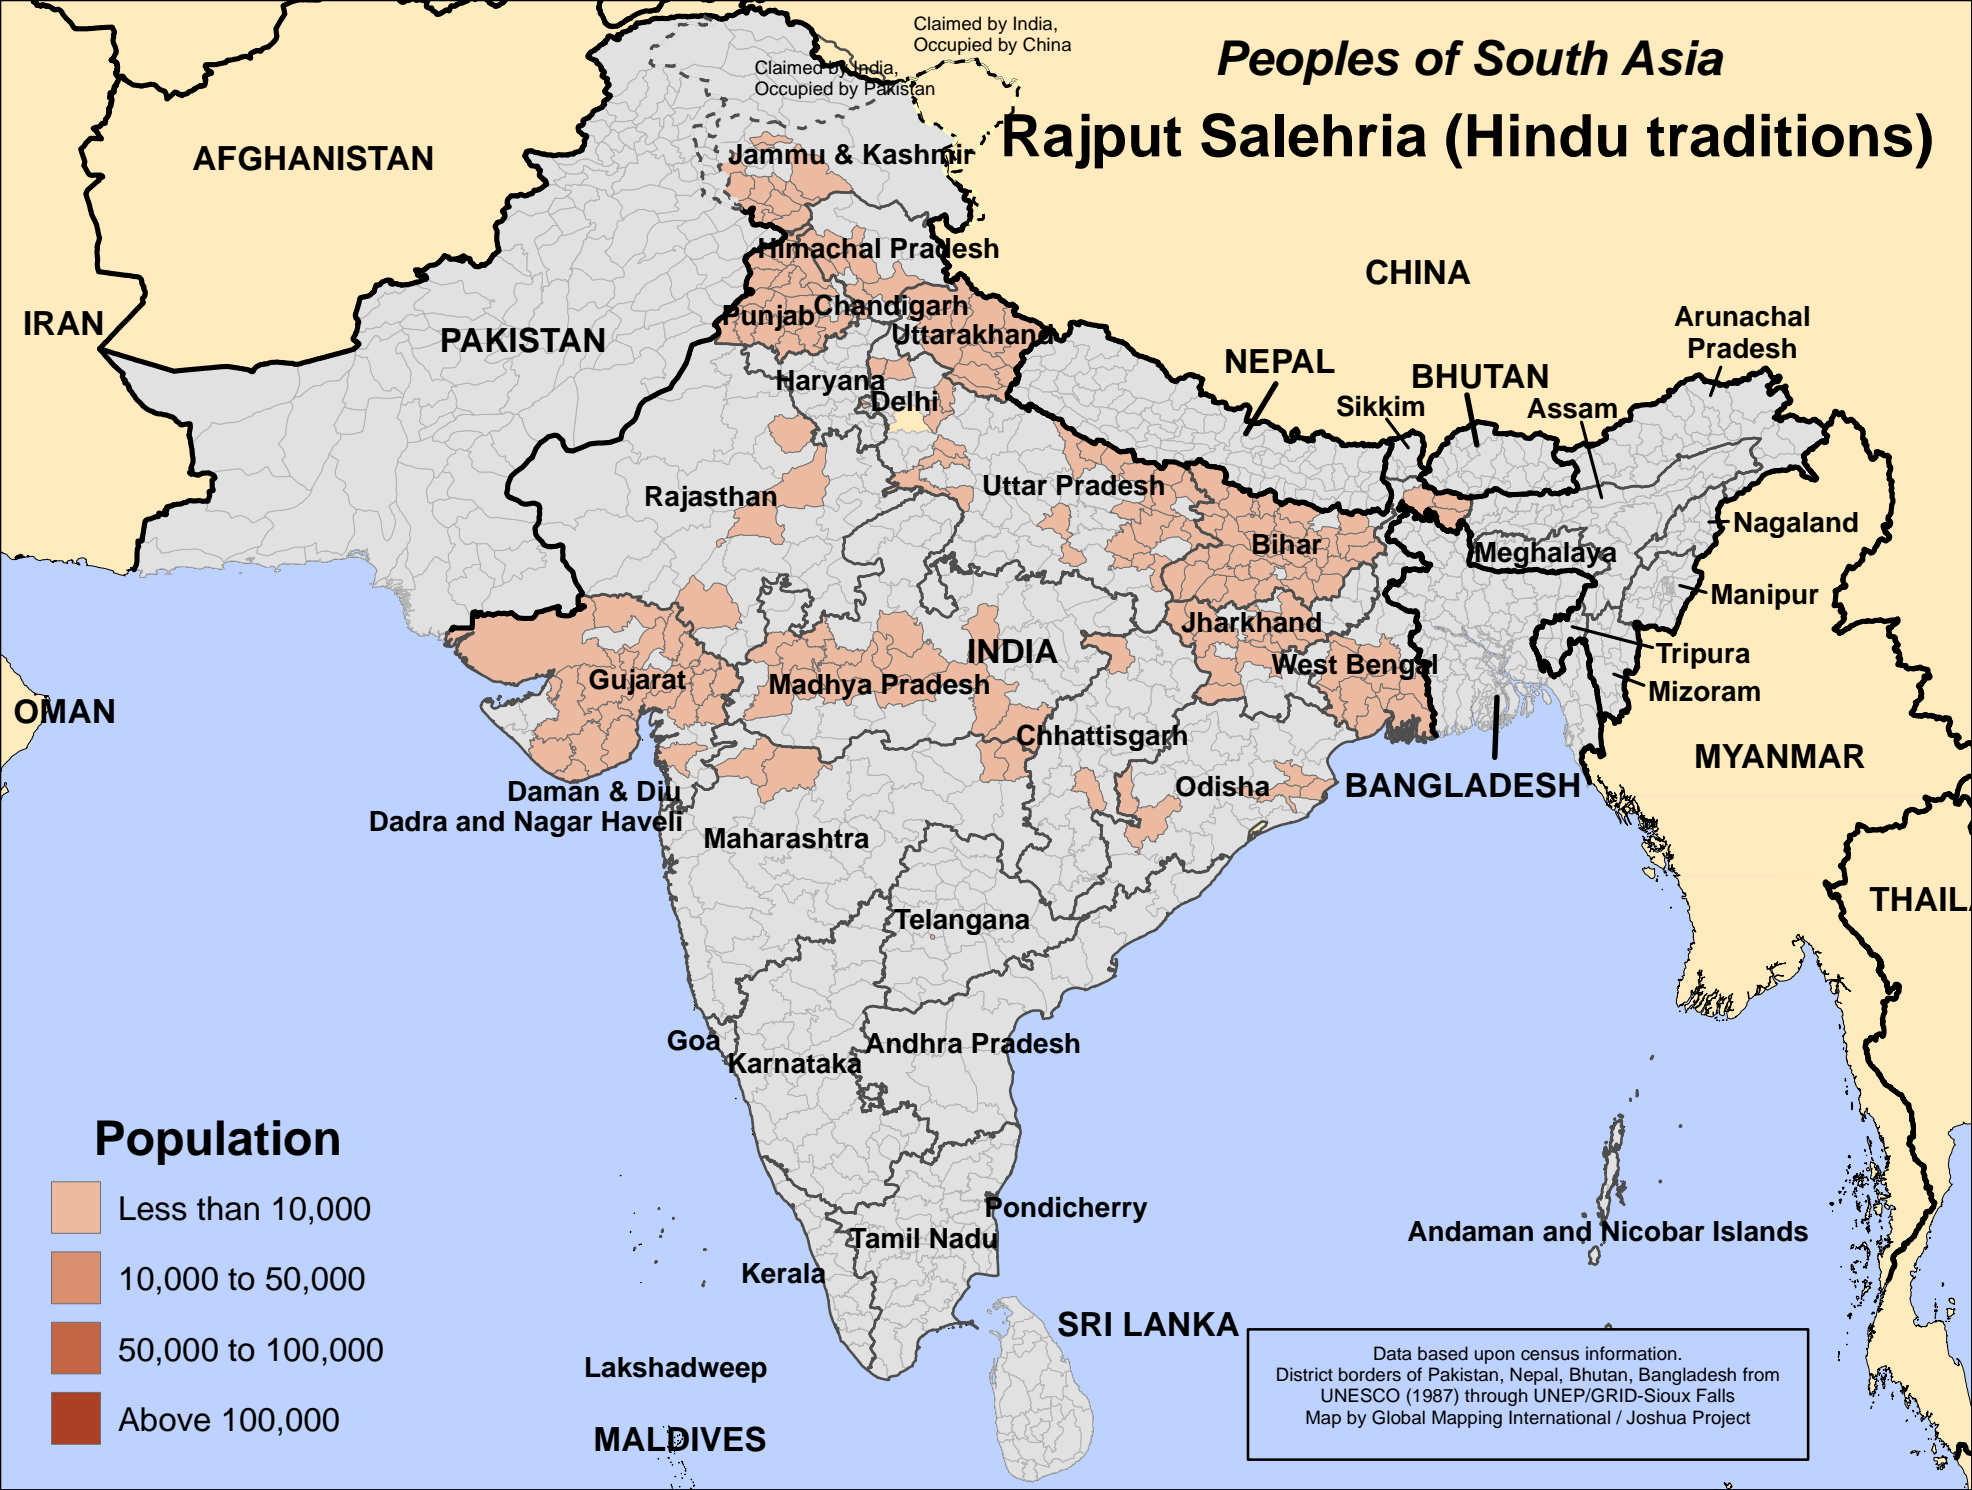 Claimed by India,
Occupied by China
Peoples of South Asia
Claimed by India,
Occupied by Pakistan
Rajput Salehria (Hindu traditions)
AFGHANISTAN
Jammu & Kashmir
Himachal Pradesh
CHINA
IRAN
PAKISTAN
Punjab
Chandigarh
Uttarakhand
Arunachal
Pradesh
NEPAL
BHUTAN
Haryana
Delhi
Sikkim
Assam
Rajasthan
Uttar Pradesh
Bihar
Nagaland
Meghalaya
Manipur
Jharkhand
INDIA
West Bengal
Tripura
Gujarat
Madhya Pradesh
Mizoram
OMAN
Chhattisgarh
MYANMAR
Odisha
BANGLADESH
Daman & Diu
Dadra and Nagar Haveli
Maharashtra
THAIL
Telangana
Goa
Karnataka
Andhra Pradesh
Population
Less than 10,000
10,000 to 50,000
50,000 to 100,000
Above 100,000
Pondicherry
Tamil Nadu
Andaman and Nicobar Islands
Kerala
SRI LANKA
Lakshadweep
MALDIVES
Data based upon census information.
District borders of Pakistan, Nepal, Bhutan, Bangladesh from
UNESCO (1987) through UNEP/GRID-Sioux Falls
Map by Global Mapping International / Joshua Project